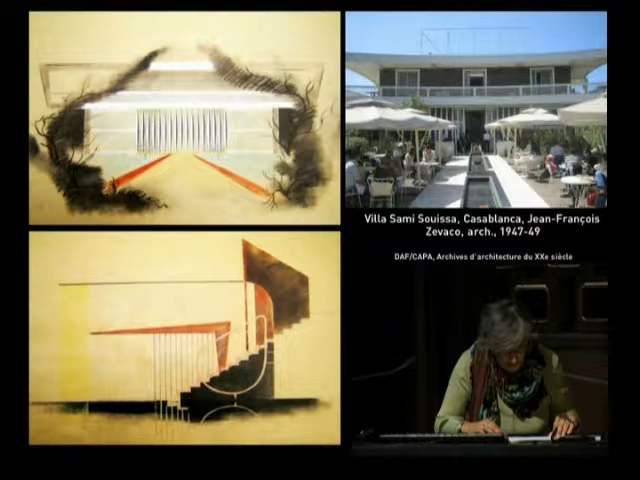 Villa Sami Souissa, Casablanca, Jean-François
Zevaco, arch., 1947-49
DAF/CAPA, Archives d'architecture du XXe siècle